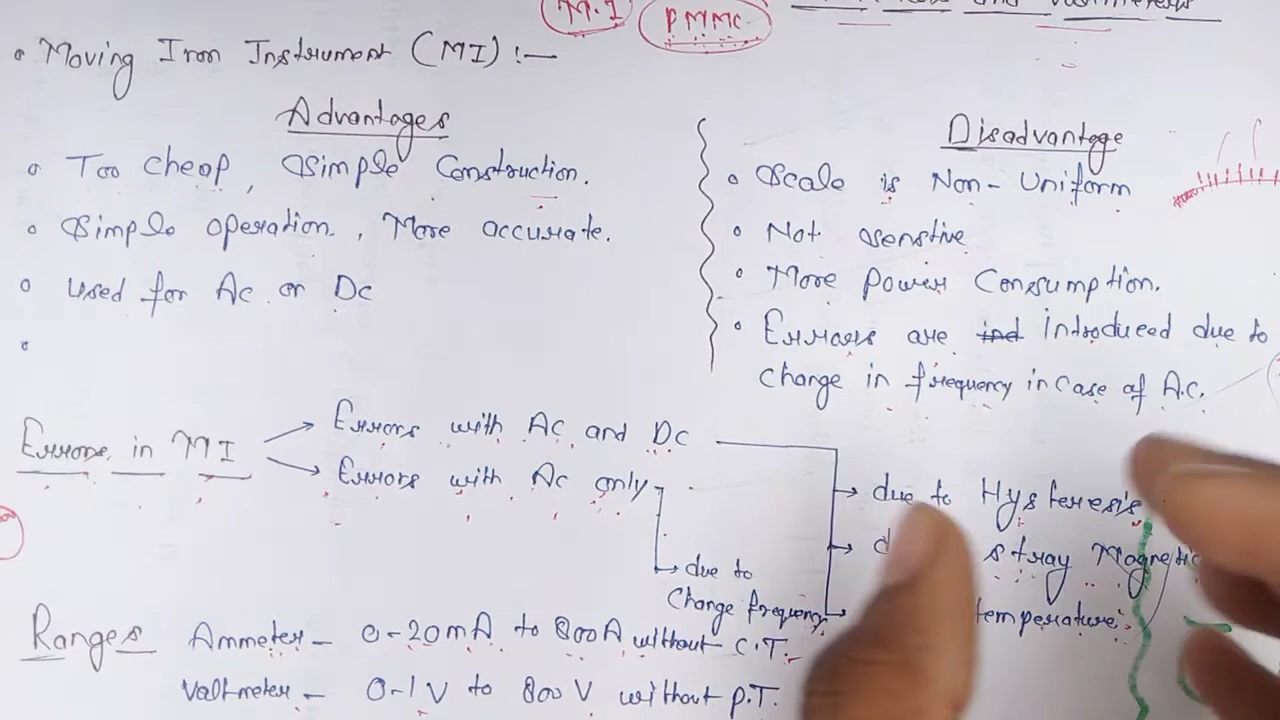 M.I PMMC and Voltmeters
• Moving Iron Instrument (MI) :-
Advantages
• Too cheap, Simple Construction.
• Simple operation, More accurate.
• Used for Ac or Dc
Disadvantage
• Scale is Non-Uniform
• Not senstive
• More Power Consumption.
• Errors are ind introduced due to
change in frequency in case of A.C.
Errors in MI → Errors with Ac and Dc
→ Errors with Ac only
→ due to Hysteresis
→ stray Magnetic
→ temperature
→ due to
Change frequency
Ranges Ammeter - 0-20mA to 800A without C.T.
Voltmeter - 0-1V to 800V without P.T.